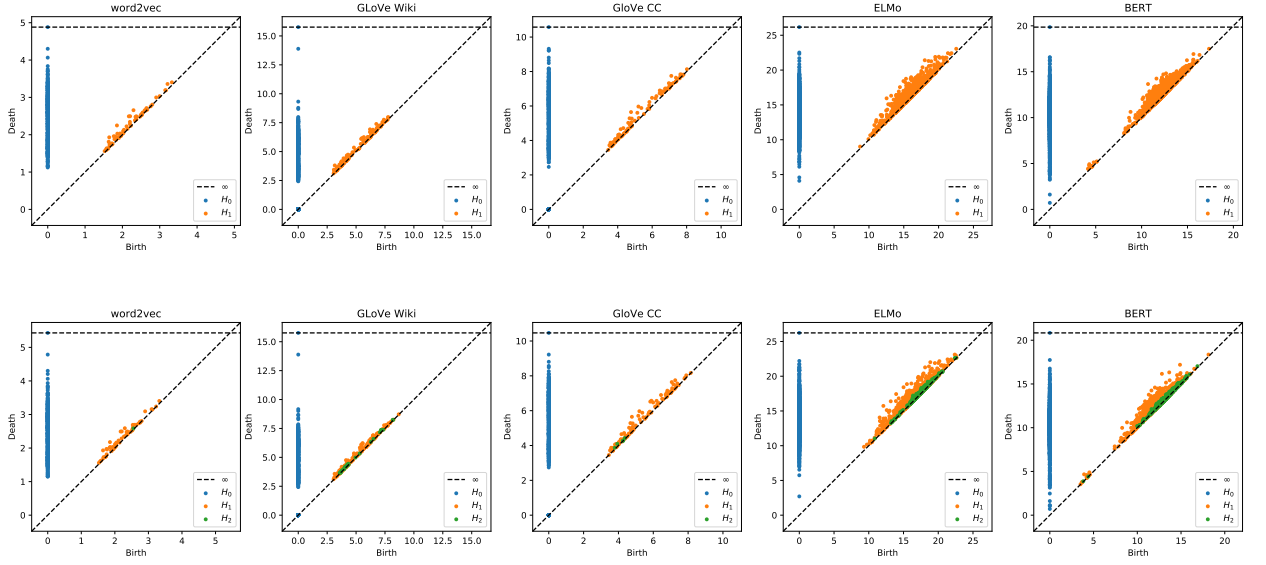 word2vec
GLoVe Wiki
GloVe CC
ELMo
BERT
5
4
3
2
1
0
Death
0 1 2 3 4 5
Birth
∞
H0
H1
15.0
12.5
10.0
7.5
5.0
2.5
0.0
Death
0.0 2.5 5.0 7.5 10.0 12.5 15.0
Birth
∞
H0
H1
10
8
6
4
2
0
Death
0 2 4 6 8 10
Birth
∞
H0
H1
25
20
15
10
5
0
Death
0 5 10 15 20 25
Birth
∞
H0
H1
20
15
10
5
0
Death
0 5 10 15 20
Birth
∞
H0
H1
word2vec
GLoVe Wiki
GloVe CC
ELMo
BERT
5
4
3
2
1
0
Death
0 1 2 3 4 5
Birth
∞
H0
H1
H2
15.0
12.5
10.0
7.5
5.0
2.5
0.0
Death
0.0 2.5 5.0 7.5 10.0 12.5 15.0
Birth
∞
H0
H1
H2
10
8
6
4
2
0
Death
0 2 4 6 8 10
Birth
∞
H0
H1
H2
25
20
15
10
5
0
Death
0 5 10 15 20 25
Birth
∞
H0
H1
H2
20
15
10
5
0
Death
0 5 10 15 20
Birth
∞
H0
H1
H2